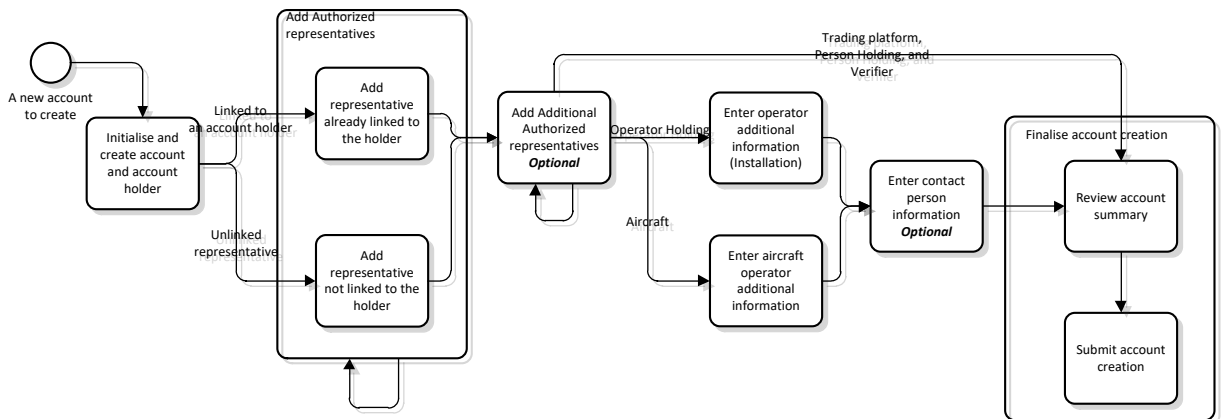 A new account
to create
Initialise and
create account
and account
holder
Linked to
an account holder
Unlinked
representative
Add Authorized
representatives
Add
representative
already linked to
the holder
Add
representative
not linked to the
holder
Add Additional
Authorized
representatives
Optional
Trading platform,
Person Holding, and
Verifier
Operator Holding
Aircraft
Enter operator
additional
information
(Installation)
Enter aircraft
operator
additional
information
Enter contact
person
information
Optional
Finalise account creation
Review account
summary
Submit account
creation